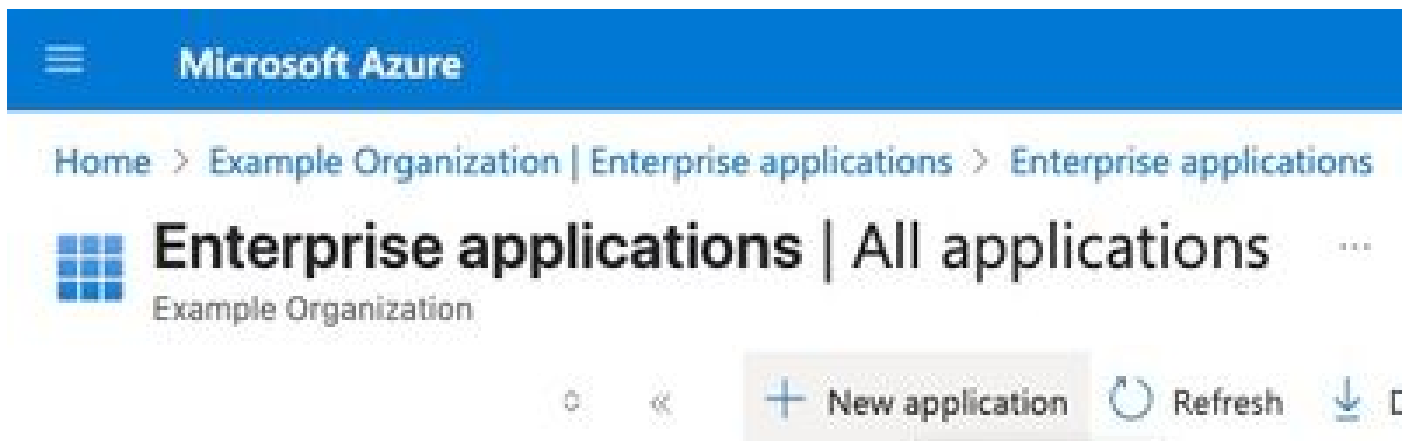 Microsoft Azure
Home > Example Organization | Enterprise applications > Enterprise applications
Enterprise applications | All applications ...
Example Organization
« + New application Refresh